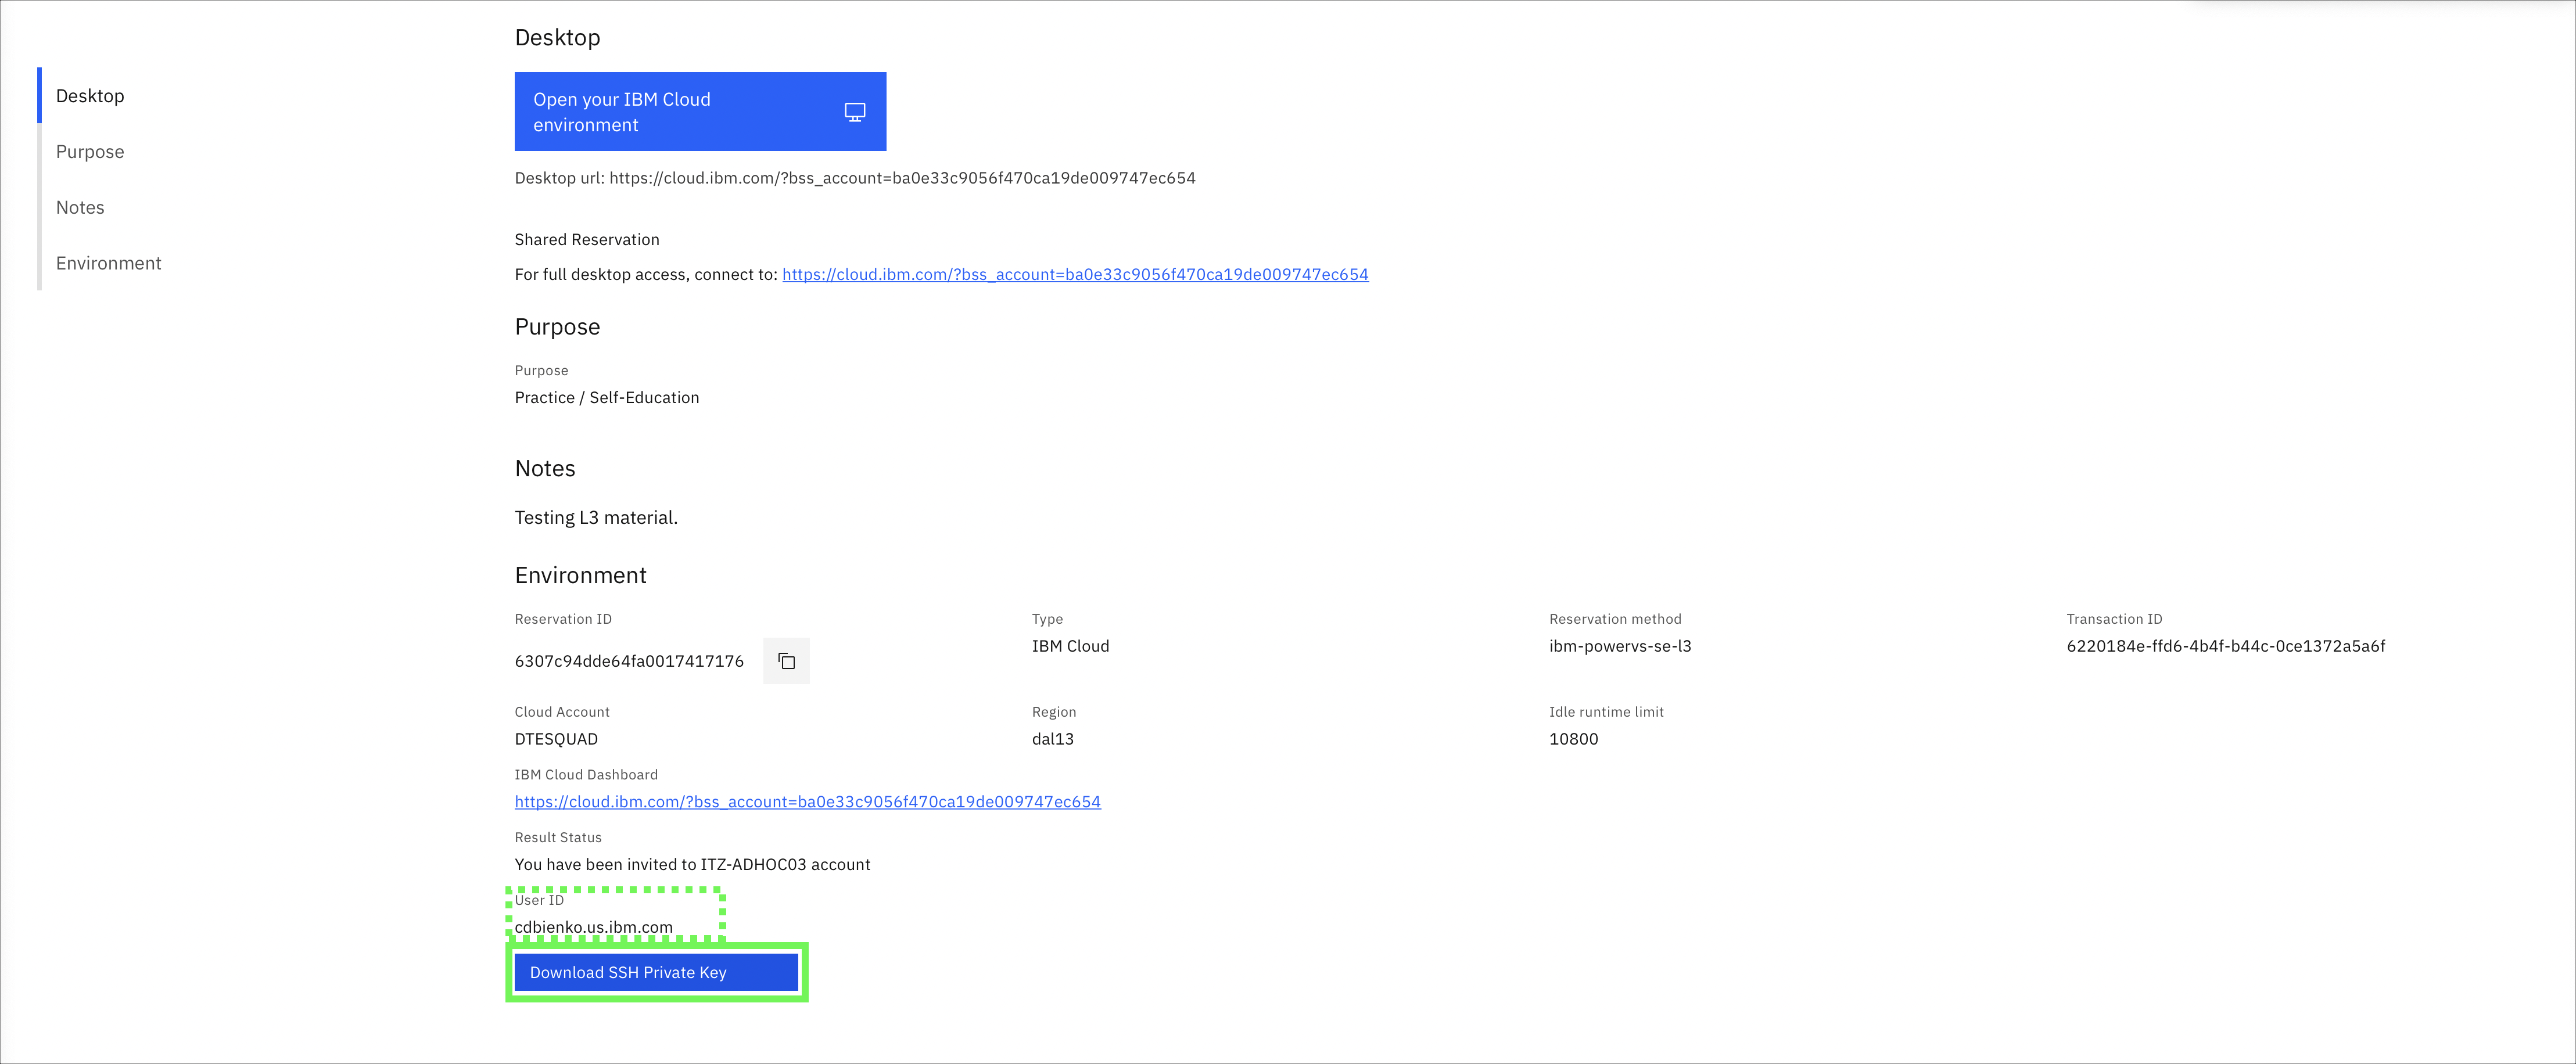 Desktop
Purpose
Notes
Environment
Desktop
Open your IBM Cloud
environment
Desktop url: https://cloud.ibm.com/?bss_account=ba0e33c9056f470ca19de009747ec654
Shared Reservation
For full desktop access, connect to: https://cloud.ibm.com/?bss_account=ba0e33c9056f470ca19de009747ec654
Purpose
Purpose
Practice / Self-Education
Notes
Testing L3 material.
Environment
Reservation ID
6307c94dde64fa0017417176
Type
IBM Cloud
Reservation method
ibm-powervs-se-l3
Transaction ID
6220184e-ffd6-4b4f-b44c-0ce1372a5a6f
Cloud Account
DTESQUAD
Region
dal13
Idle runtime limit
10800
IBM Cloud Dashboard
https://cloud.ibm.com/?bss_account=ba0e33c9056f470ca19de009747ec654
Result Status
You have been invited to ITZ-ADHOC03 account
User ID
cdbienko.us.ibm.com
Download SSH Private Key